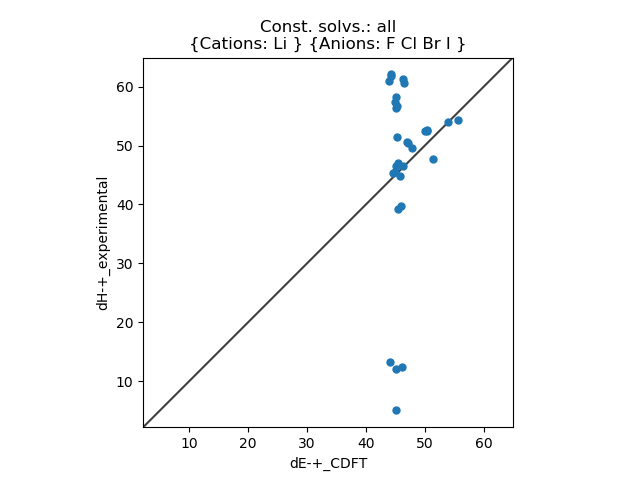 Const. solvs.: all
{Cations: Li } {Anions: F Cl Br I }
dH-+_experimental
60
50
40
30
20
10
10 20 30 40 50 60
dE-+_CDFT